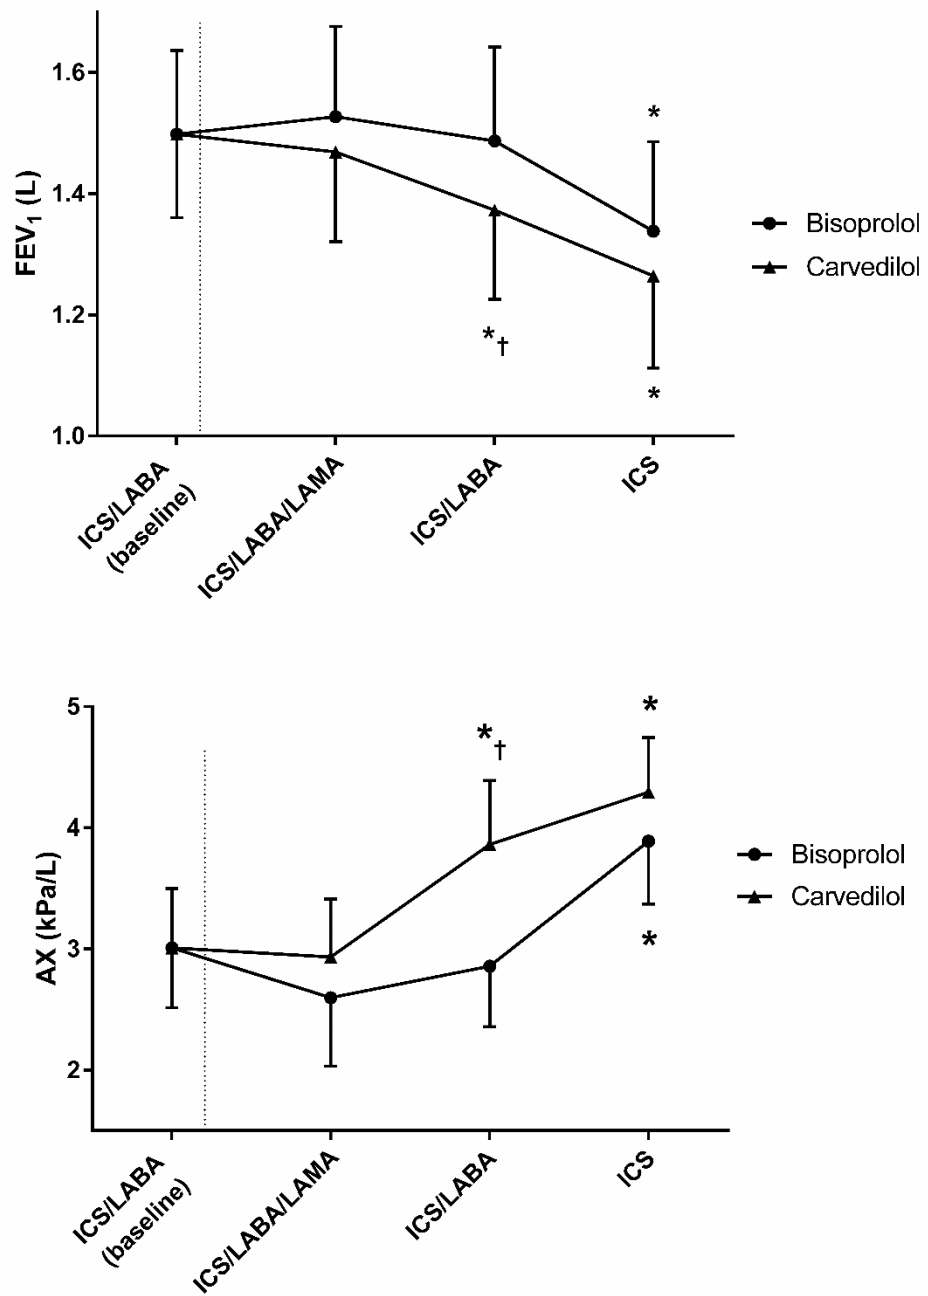 1.6
1.4
1.2
1.0
FEV1 (L)
*
*†
*
Bisoprolol
Carvedilol
ICS/LABA
(baseline)
ICS/LABA/LAMA
ICS/LABA
ICS
5
4
3
2
AX (kPa/L)
*†
*
*
Bisoprolol
Carvedilol
ICS/LABA
(baseline)
ICS/LABA/LAMA
ICS/LABA
ICS